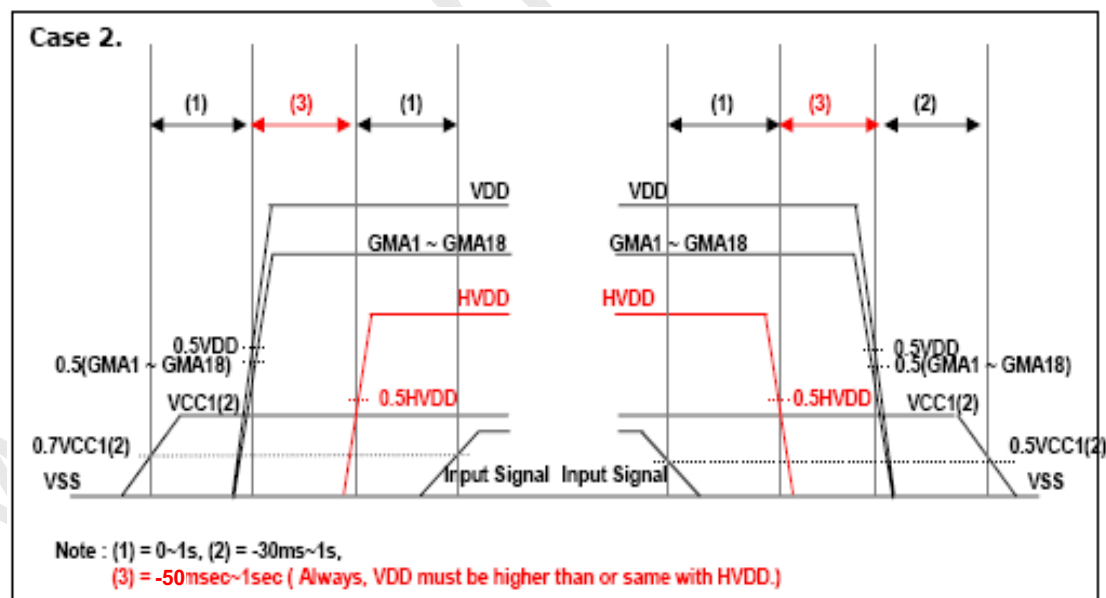 Case 2.
(1) (3) (1) (1) (3) (2)
VDD VDD
GMA1 ~ GMA18 GMA1 ~ GMA18
HVDD HVDD
0.5VDD 0.5VDD
0.5(GMA1 ~ GMA18) 0.5(GMA1 ~ GMA18)
0.5HVDD 0.5HVDD
VCC1(2) VCC1(2)
0.7VCC1(2) 0.5VCC1(2)
Input Signal Input Signal
VSS VSS
Note : (1) = 0~1s, (2) = -30ms~1s,
(3) = -50msec~1sec ( Always, VDD must be higher than or same with HVDD.)